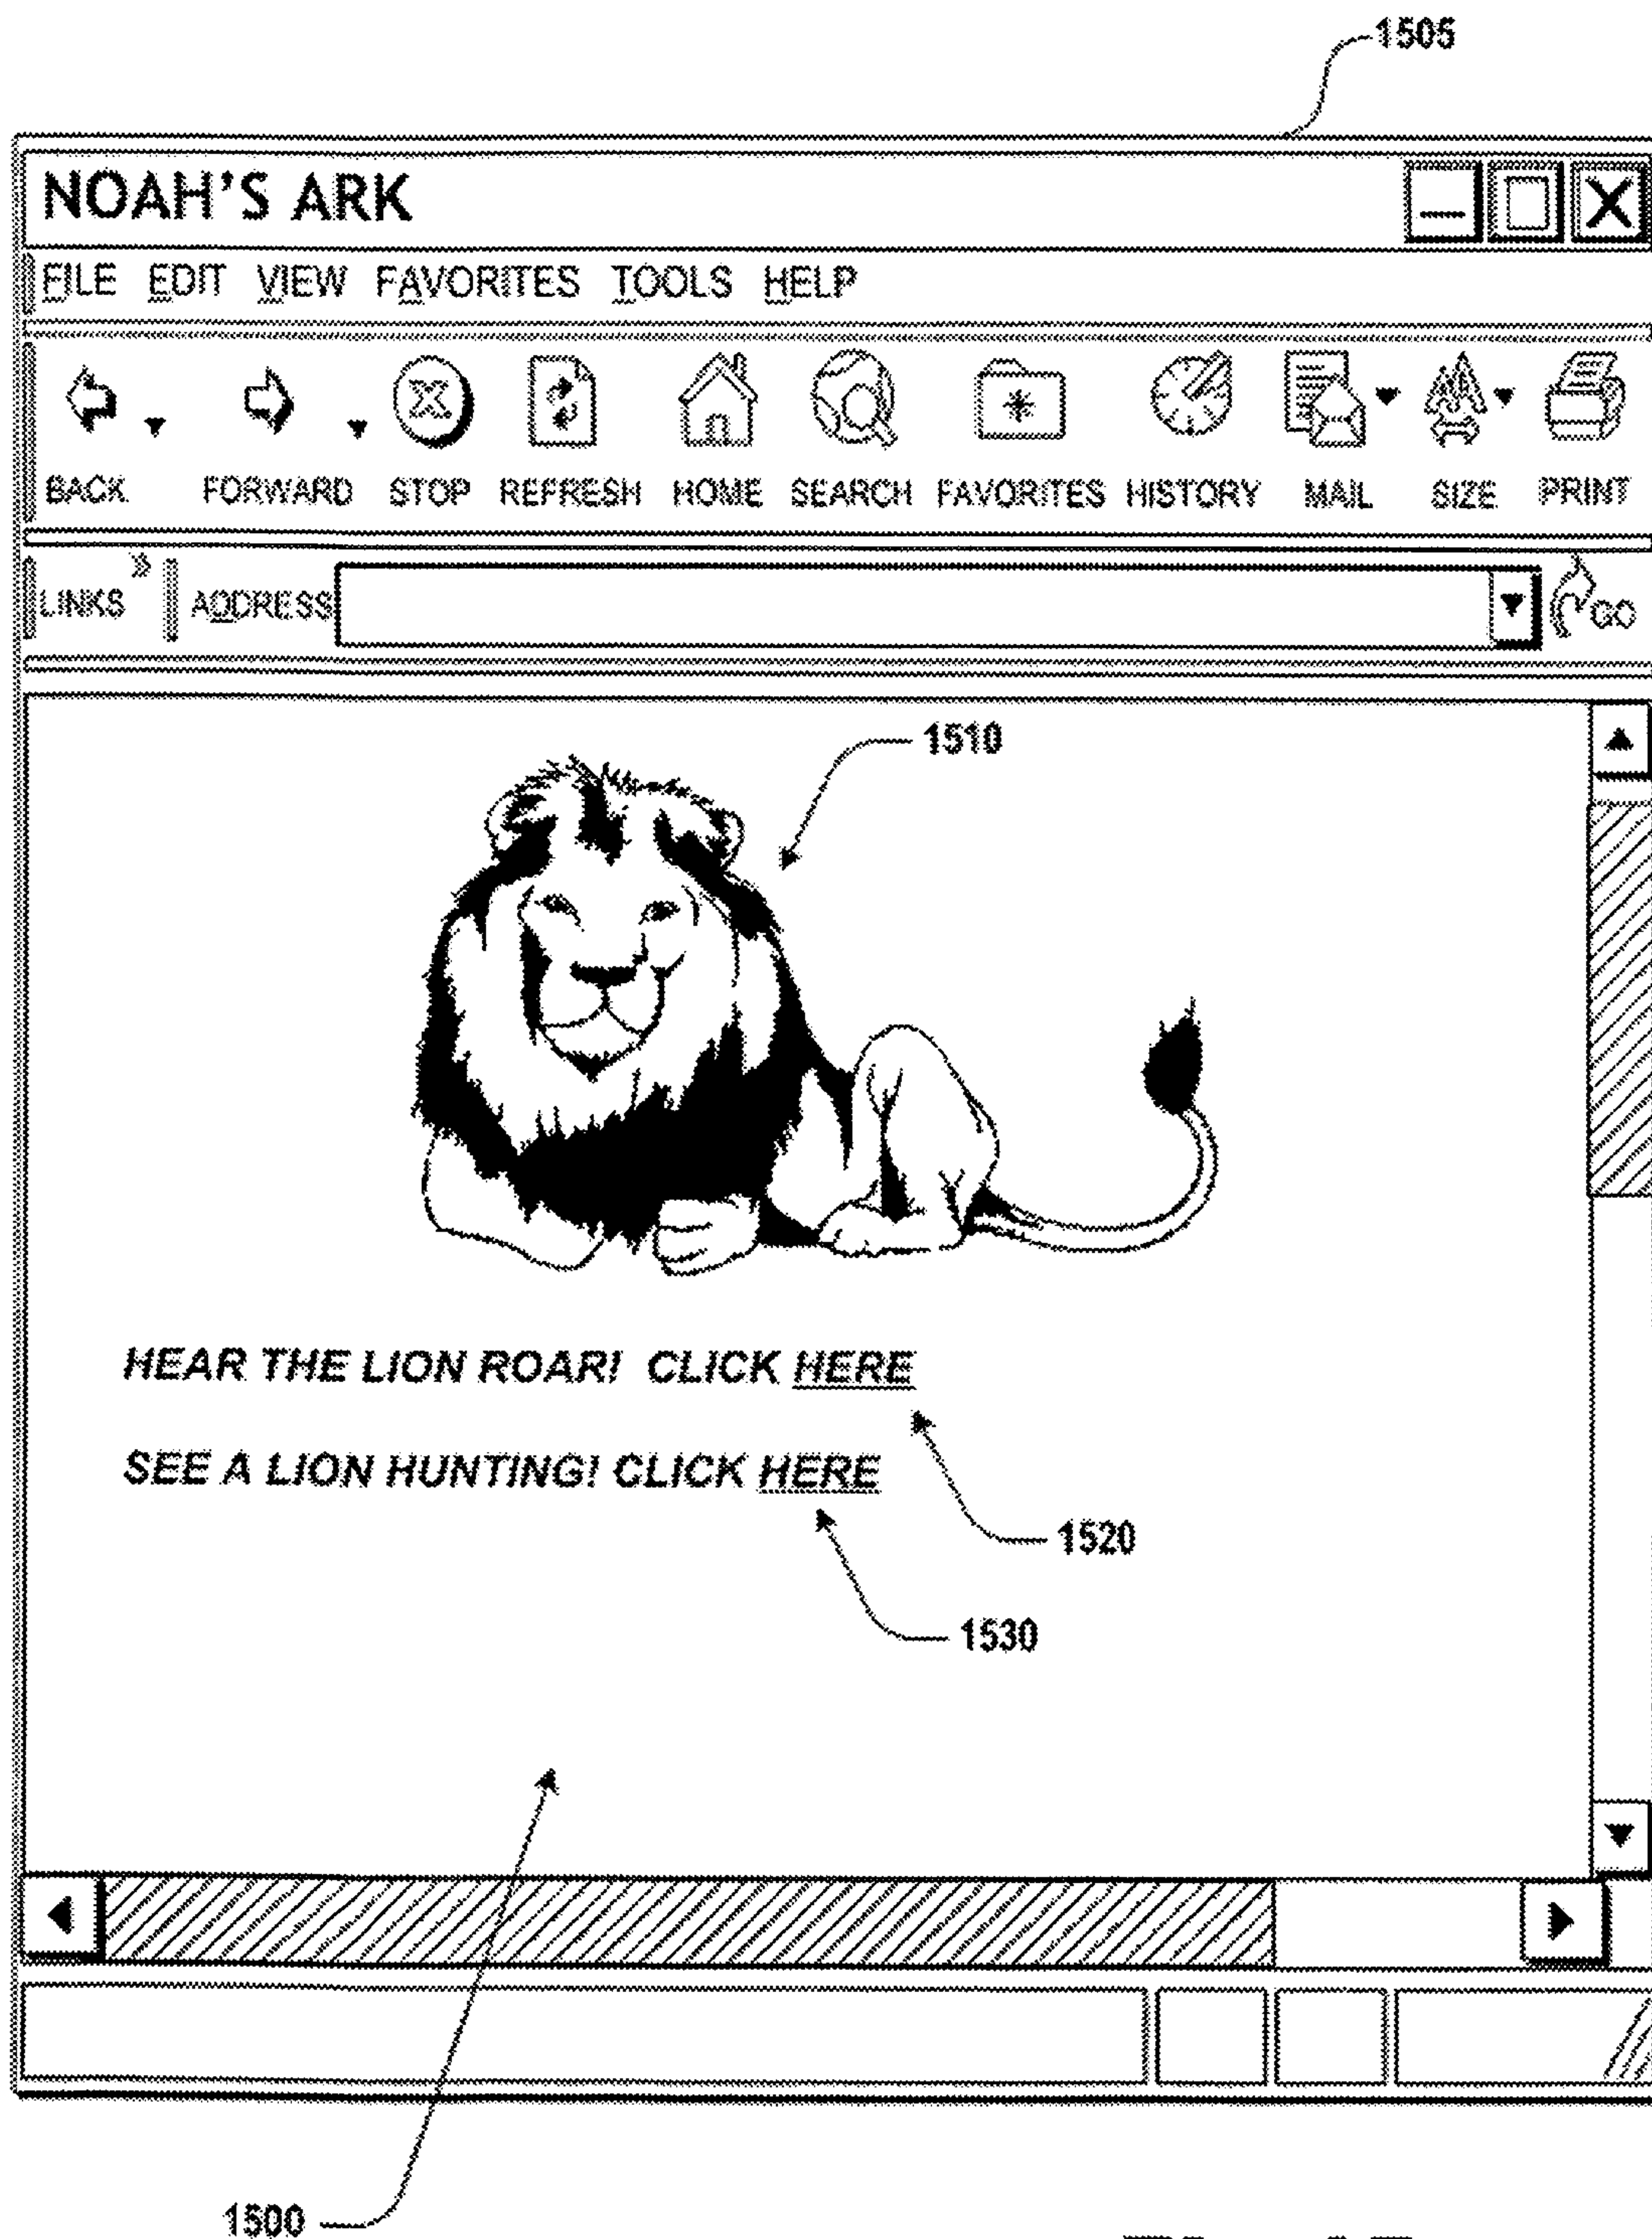 1505
NOAH'S ARK
FILE EDIT VIEW FAVORITES TOOLS HELP
BACK FORWARD STOP REFRESH HOME SEARCH FAVORITES HISTORY MAIL SIZE PRINT
LINKS » ADDRESS GO
1510
HEAR THE LION ROAR! CLICK HERE
SEE A LION HUNTING! CLICK HERE
1520
1530
1500